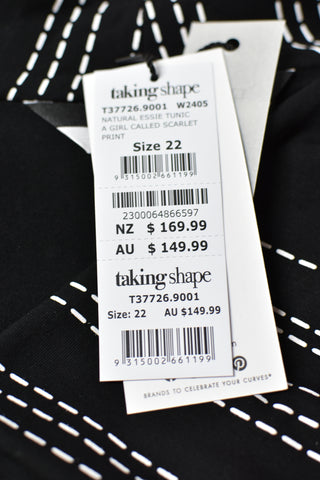 taking shape
T37726.9001 W2405
NATURAL ESSIE TUNIC
A GIRL CALLED SCARLET
PRINT
Size 22
9 315002 661199
2300064866597
NZ $ 169.99
AU $ 149.99
taking shape
T37726.9001
Size: 22 AU $149.99
9 315002 661199
BRANDS TO CELEBRATE YOUR CURVES®